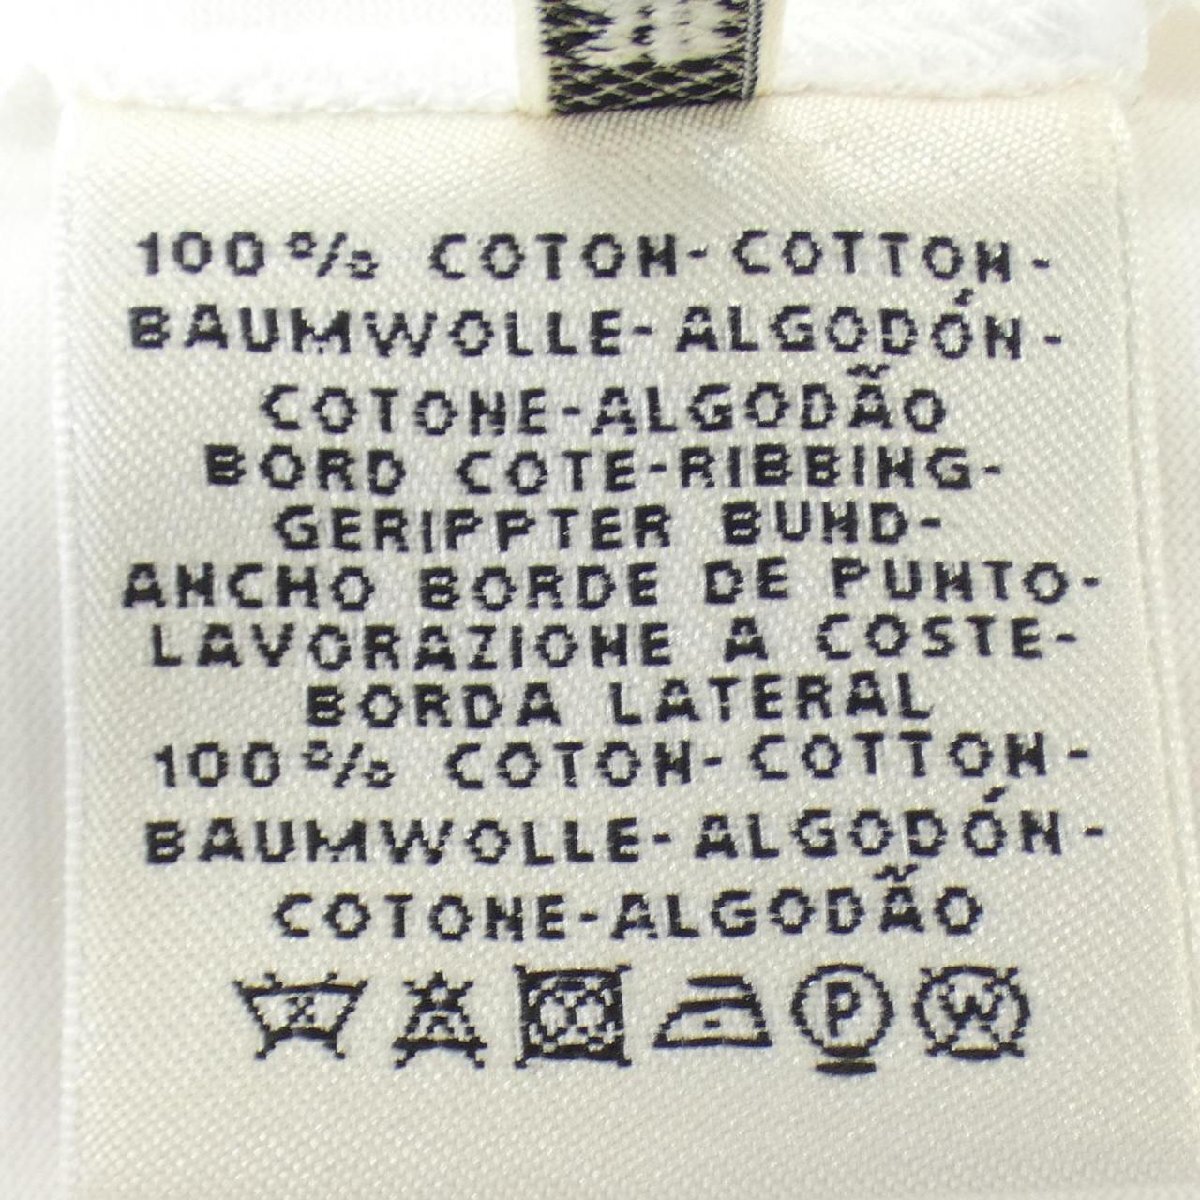 100% COTON-COTTON-
BAUMWOLLE-ALGODÓN-
COTONE-ALGODÃO
BORD COTE-RIBBING-
GERIPPTER BUND-
ANCHO BORDE DE PUNTO-
LAVORAZIONE A COSTE-
BORDA LATERAL
100% COTON-COTTON-
BAUMWOLLE-ALGODÓN-
COTONE-ALGODÃO
P W